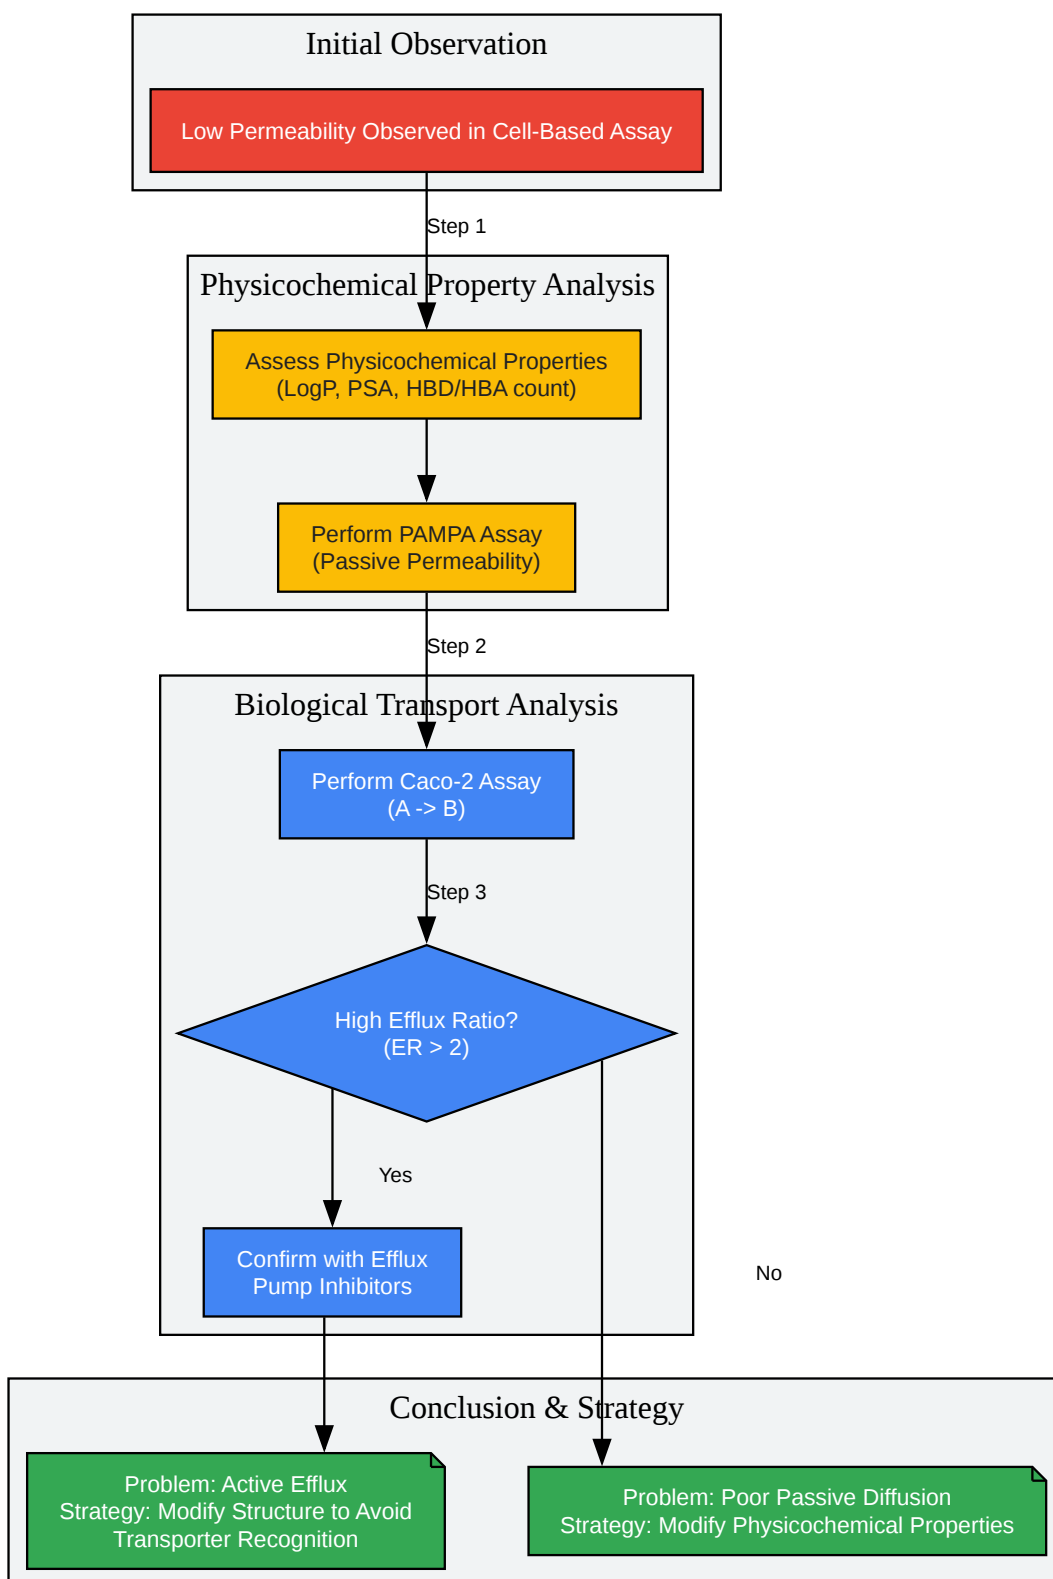 Initial Observation
Low Permeability Observed in Cell-Based Assay
Step 1
Physicochemical Property Analysis
Assess Physicochemical Properties
(LogP, PSA, HBD/HBA count)
Perform PAMPA Assay
(Passive Permeability)
Step 2
Biological Transport Analysis
Perform Caco-2 Assay
(A -> B)
Step 3
High Efflux Ratio?
(ER > 2)
Yes
Confirm with Efflux
Pump Inhibitors
No
Conclusion & Strategy
Problem: Active Efflux
Strategy: Modify Structure to Avoid
Transporter Recognition
Problem: Poor Passive Diffusion
Strategy: Modify Physicochemical Properties